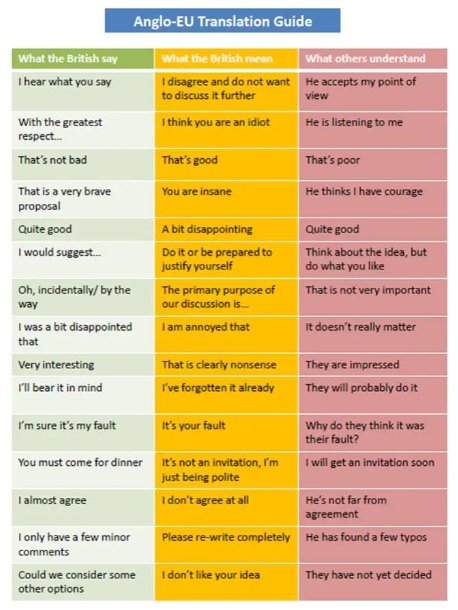 Anglo-EU Translation Guide
What the British say
What the British mean
What others understand
I hear what you say
I disagree and do not want
to discuss it further
He accepts my point of
view
With the greatest
respect...
I think you are an idiot
He is listening to me
That's not bad
That's good
That's poor
That is a very brave
proposal
You are insane
He thinks I have courage
Quite good
A bit disappointing
Quite good
I would suggest...
Do it or be prepared to
justify yourself
Think about the idea, but
do what you like
Oh, incidentally/ by the
way
The primary purpose of
our discussion is...
That is not very important
I was a bit disappointed
that
I am annoyed that
It doesn't really matter
Very interesting
That is clearly nonsense
They are impressed
I'll bear it in mind
I've forgotten it already
They will probably do it
I'm sure it's my fault
It's your fault
Why do they think it was
their fault?
You must come for dinner
It's not an invitation, I'm
just being polite
I will get an invitation soon
I almost agree
I don't agree at all
He's not far from
agreement
I only have a few minor
comments
Please re-write completely
He has found a few typos
Could we consider some
other options
I don't like your idea
They have not yet decided